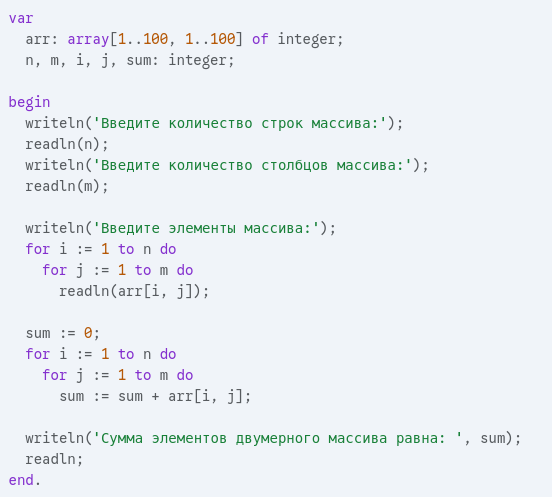 var
  arr: array[1..100, 1..100] of integer;
  n, m, i, j, sum: integer;

begin
  writeln('Введите количество строк массива:');
  readln(n);
  writeln('Введите количество столбцов массива:');
  readln(m);

  writeln('Введите элементы массива:');
  for i := 1 to n do
    for j := 1 to m do
      readln(arr[i, j]);

  sum := 0;
  for i := 1 to n do
    for j := 1 to m do
      sum := sum + arr[i, j];

  writeln('Сумма элементов двумерного массива равна: ', sum);
  readln;
end.